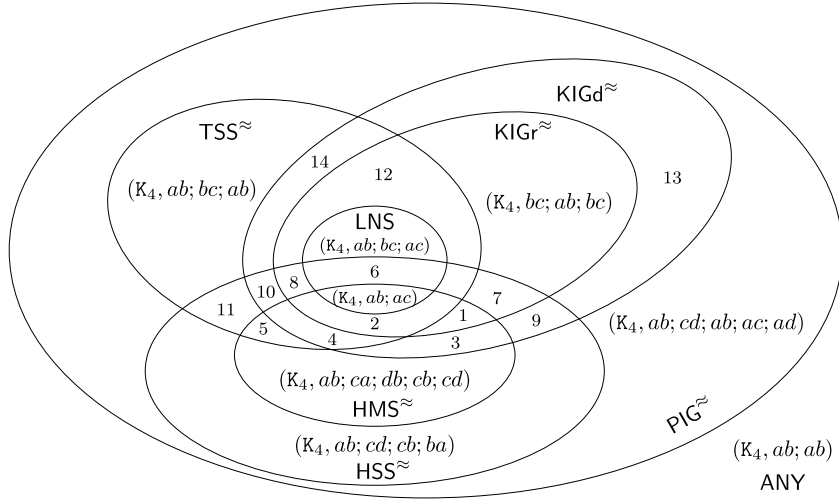 KIGd≈
TSS≈
KIGr≈
14
12
13
(K₄, ab; bc; ab)
(K₄, bc; ab; bc)
LNS
(K₄, ab; bc; ac)
6
8
10
(K₄, ab; ac)
7
11
1
9
5
2
(K₄, ab; cd; ab; ac; ad)
4
3
(K₄, ab; ca; db; cb; cd)
HMS≈
PIG≈
(K₄, ab; cd; cb; ba)
(K₄, ab; ab)
HSS≈
ANY